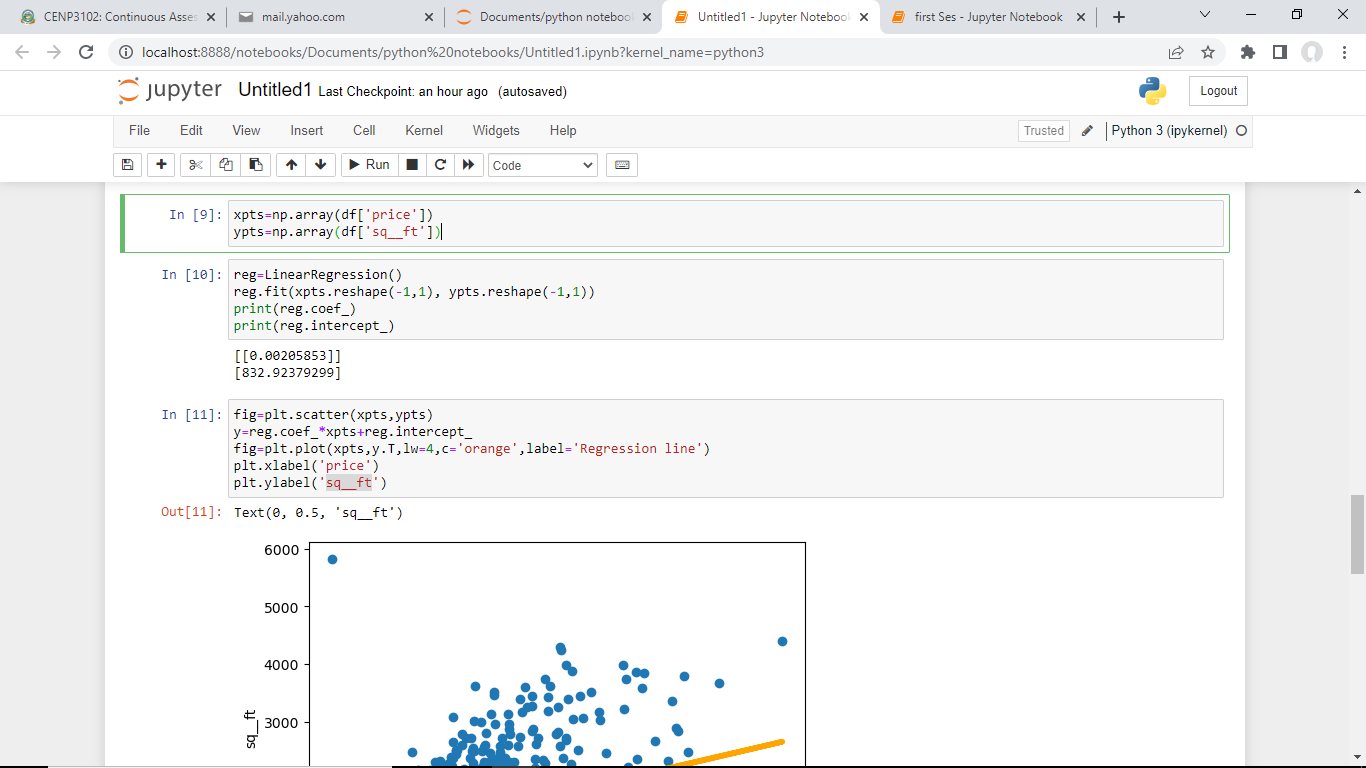 CENP3102: Continuous Asses
mail.yahoo.com
Documents/python noteboo
Untitled1 - Jupyter Notebook
first Ses - Jupyter Notebook
localhost:8888/notebooks/Documents/python%20notebooks/Untitled1.ipynb?kernel_name=python3
jupyter Untitled1 Last Checkpoint: an hour ago (autosaved)
Logout
File Edit View Insert Cell Kernel Widgets Help
Trusted Python 3 (ipykernel)
Run Code
In [9]: xpts=np.array(df['price'])
ypts=np.array(df['sq__ft'])
In [10]: reg=LinearRegression()
reg.fit(xpts.reshape(-1,1), ypts.reshape(-1,1))
print(reg.coef_)
print(reg.intercept_)
[[0.00205853]]
[832.92379299]
In [11]: fig=plt.scatter(xpts,ypts)
y=reg.coef_*xpts+reg.intercept_
fig=plt.plot(xpts,y.T,lw=4,c='orange',label='Regression line')
plt.xlabel('price')
plt.ylabel('sq__ft')
Out[11]: Text(0, 0.5, 'sq__ft')
6000
5000
4000
3000
sq__ft